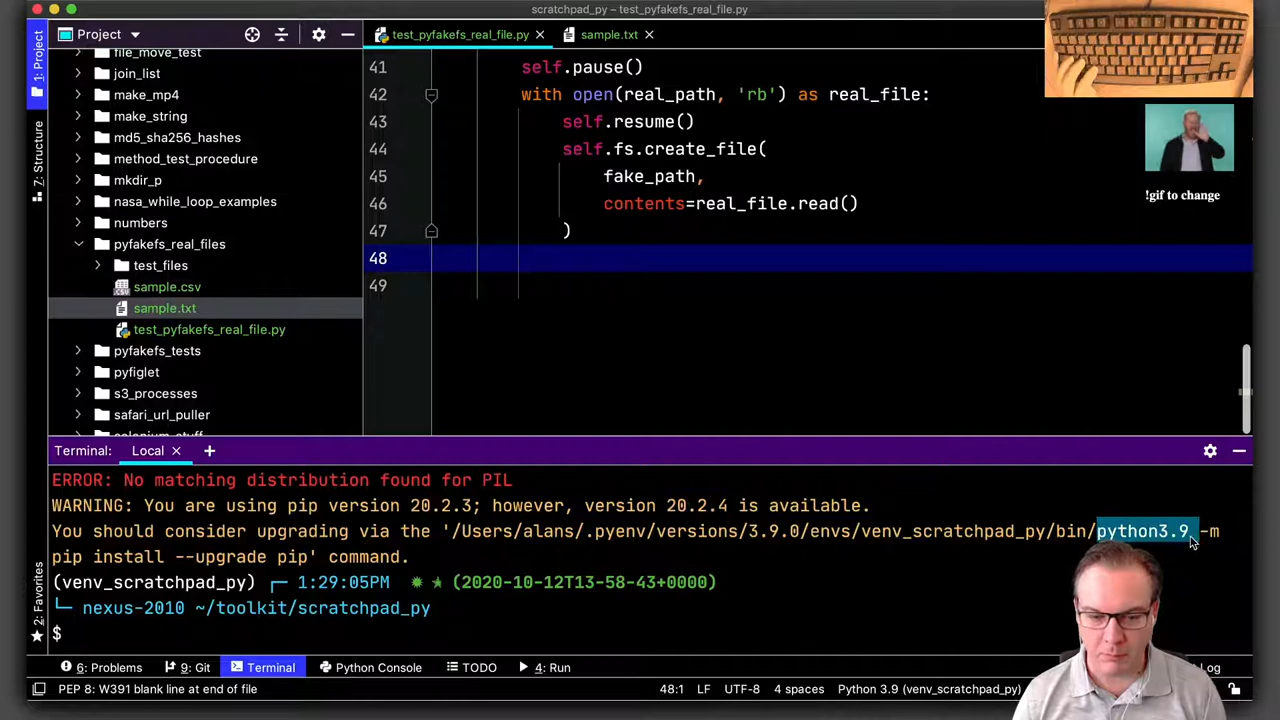 scratchpad_py – test_pyfakefs_real_file.py
1: Project
Project
test_pyfakefs_real_file.py
sample.txt
file_move_test
join_list
make_mp4
make_string
md5_sha256_hashes
method_test_procedure
mkdir_p
nasa_while_loop_examples
numbers
pyfakefs_real_files
test_files
sample.csv
sample.txt
test_pyfakefs_real_file.py
pyfakefs_tests
pyfiglet
s3_processes
safari_url_puller
7: Structure
2: Favorites
41 self.pause()
42 with open(real_path, 'rb') as real_file:
43 self.resume()
44 self.fs.create_file(
45 fake_path,
46 contents=real_file.read()
47 )
48
49
!gif to change
Terminal: Local
ERROR: No matching distribution found for PIL
WARNING: You are using pip version 20.2.3; however, version 20.2.4 is available.
You should consider upgrading via the '/Users/alans/.pyenv/versions/3.9.0/envs/venv_scratchpad_py/bin/python3.9 -m
pip install --upgrade pip' command.
(venv_scratchpad_py) 1:29:05PM (2020-10-12T13-58-43+0000)
nexus-2010 ~/toolkit/scratchpad_py
$
6: Problems 9: Git Terminal Python Console TODO 4: Run Log
PEP 8: W391 blank line at end of file 48:1 LF UTF-8 4 spaces Python 3.9 (venv_scratchpad_py)